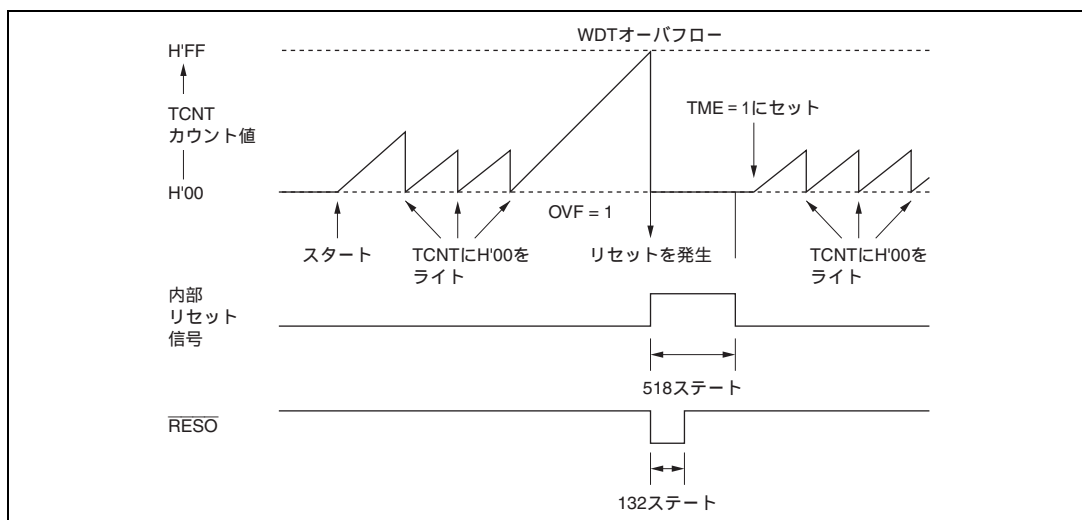 WDTオーバフロー
H'FF
TME = 1にセット
TCNT
カウント値
H'00
OVF = 1
スタート
TCNTにH'00を
ライト
リセットを発生
TCNTにH'00を
ライト
内部
リセット
信号
518ステート
RESO
132ステート